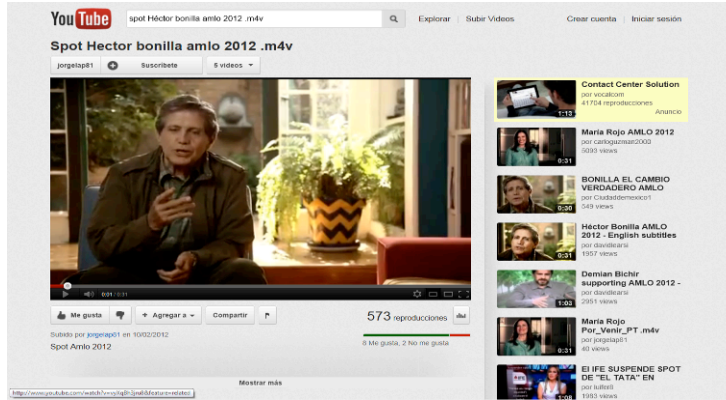 YouTube
spot Héctor bonilla amlo 2012 .m4v
Explorar | Subir Videos
Crear cuenta | Iniciar sesión
Spot Hector bonilla amlo 2012 .m4v
jorgelap81
Suscríbete
5 videos
0:01 / 0:31
Me gusta
+ Agregar a
Compartir
573 reproducciones
Subido por jorgelap81 en 10/02/2012
Spot Amlo 2012
8 Me gusta, 2 No me gusta
Mostrar más
Contact Center Solution
por vocalcom
41704 reproducciones
Anuncio
1:13
María Rojo AMLO 2012
por carloguzman2003
5093 views
0:31
BONILLA EL CAMBIO
VERDADERO AMLO
por Ciudaddemexico1
549 views
0:30
Héctor Bonilla AMLO
2012 - English subtitles
por davidlearsi
1957 views
0:31
Demian Bichir
supporting AMLO 2012 -
por davidlearsi
2951 views
1:03
Maria Rojo
Por_Venir_PT .m4v
por jorgelap81
40 views
0:31
El IFE SUSPENDE SPOT
DE "EL TATA" EN
1993 views
1:08